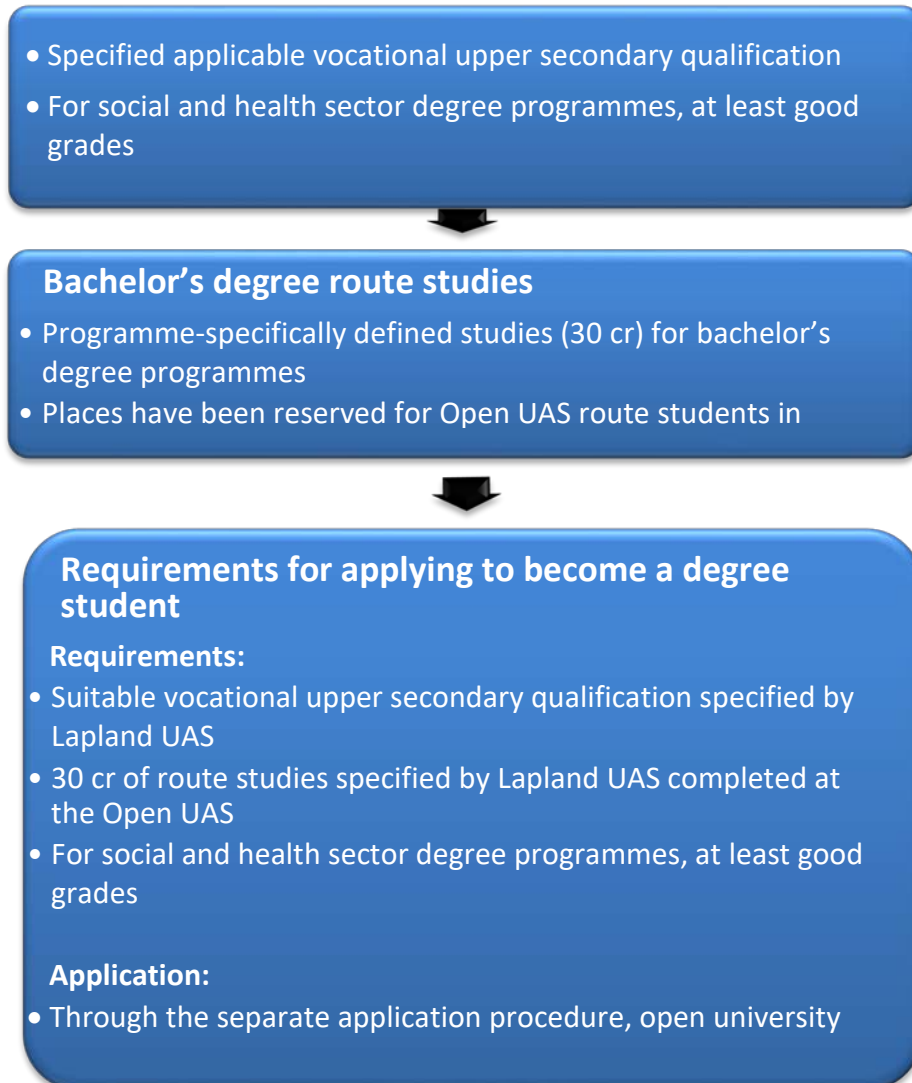 • Specified applicable vocational upper secondary qualification
• For social and health sector degree programmes, at least good
grades
Bachelor’s degree route studies
• Programme-specifically defined studies (30 cr) for bachelor’s
degree programmes
• Places have been reserved for Open UAS route students in
Requirements for applying to become a degree
student
Requirements:
• Suitable vocational upper secondary qualification specified by
Lapland UAS
• 30 cr of route studies specified by Lapland UAS completed at
the Open UAS
• For social and health sector degree programmes, at least good
grades
Application:
• Through the separate application procedure, open university